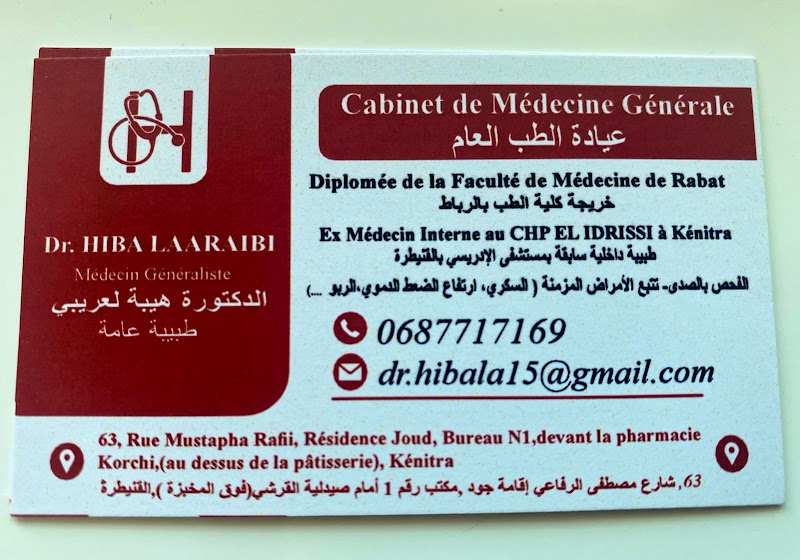 Dr. HIBA LAARAIBI
Médecin Généraliste
الدكتورة هيبة لعريبي
طبيبة عامة
Cabinet de Médecine Générale
عيادة الطب العام
Diplomée de la Faculté de Médecine de Rabat
خريجة كلية الطب بالرباط
Ex Médecin Interne au CHP EL IDRISSI à Kénitra
طبيبة داخلية سابقة بمستشفى الإدريسي بالقنيطرة
الفحص بالصدى- تتبع الأمراض المزمنة ( السكري، ارتفاع الضغط الدموي،الربو ....)
0687717169
dr.hibala15@gmail.com
63, Rue Mustapha Rafii, Résidence Joud, Bureau N1,devant la pharmacie
Korchi,(au dessus de la pâtisserie), Kénitra
63, شارع مصطفى الرفاعي إقامة جود ,مكتب رقم 1 أمام صيدلية القرشي(فوق المخبزة ),القنيطرة